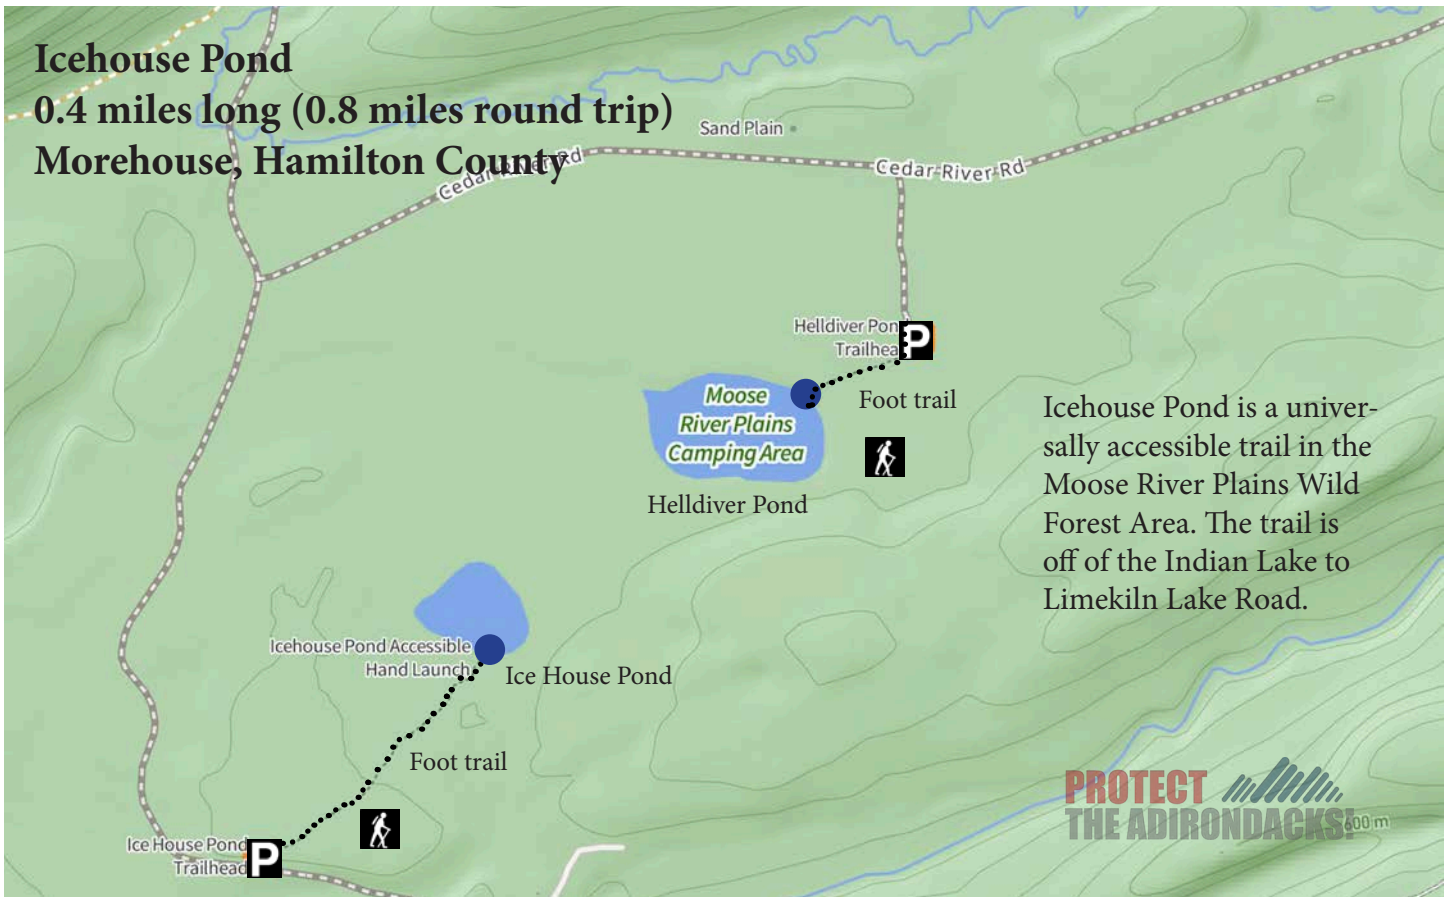 Icehouse Pond
0.4 miles long (0.8 miles round trip)
Morehouse, Hamilton County
Sand Plain
Cedar River Rd
Cedar River Rd
Helldiver Pon
Trailhea
P
Foot trail
Moose
River Plains
Camping Area
Helldiver Pond
Icehouse Pond is a univer-
sally accessible trail in the
Moose River Plains Wild
Forest Area. The trail is
off of the Indian Lake to
Limekiln Lake Road.
Icehouse Pond Accessible
Hand Launch
Ice House Pond
Foot trail
Ice House Pond
Trailhead
P
PROTECT
THE ADIRONDACKS!
600 m